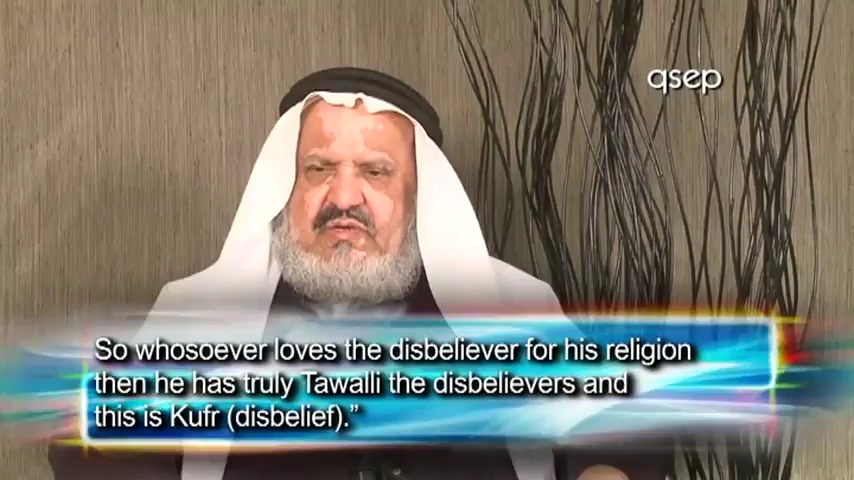 qsep
So whosoever loves the disbeliever for his religion
then he has truly Tawalli the disbelievers and
this is Kufr (disbelief).”